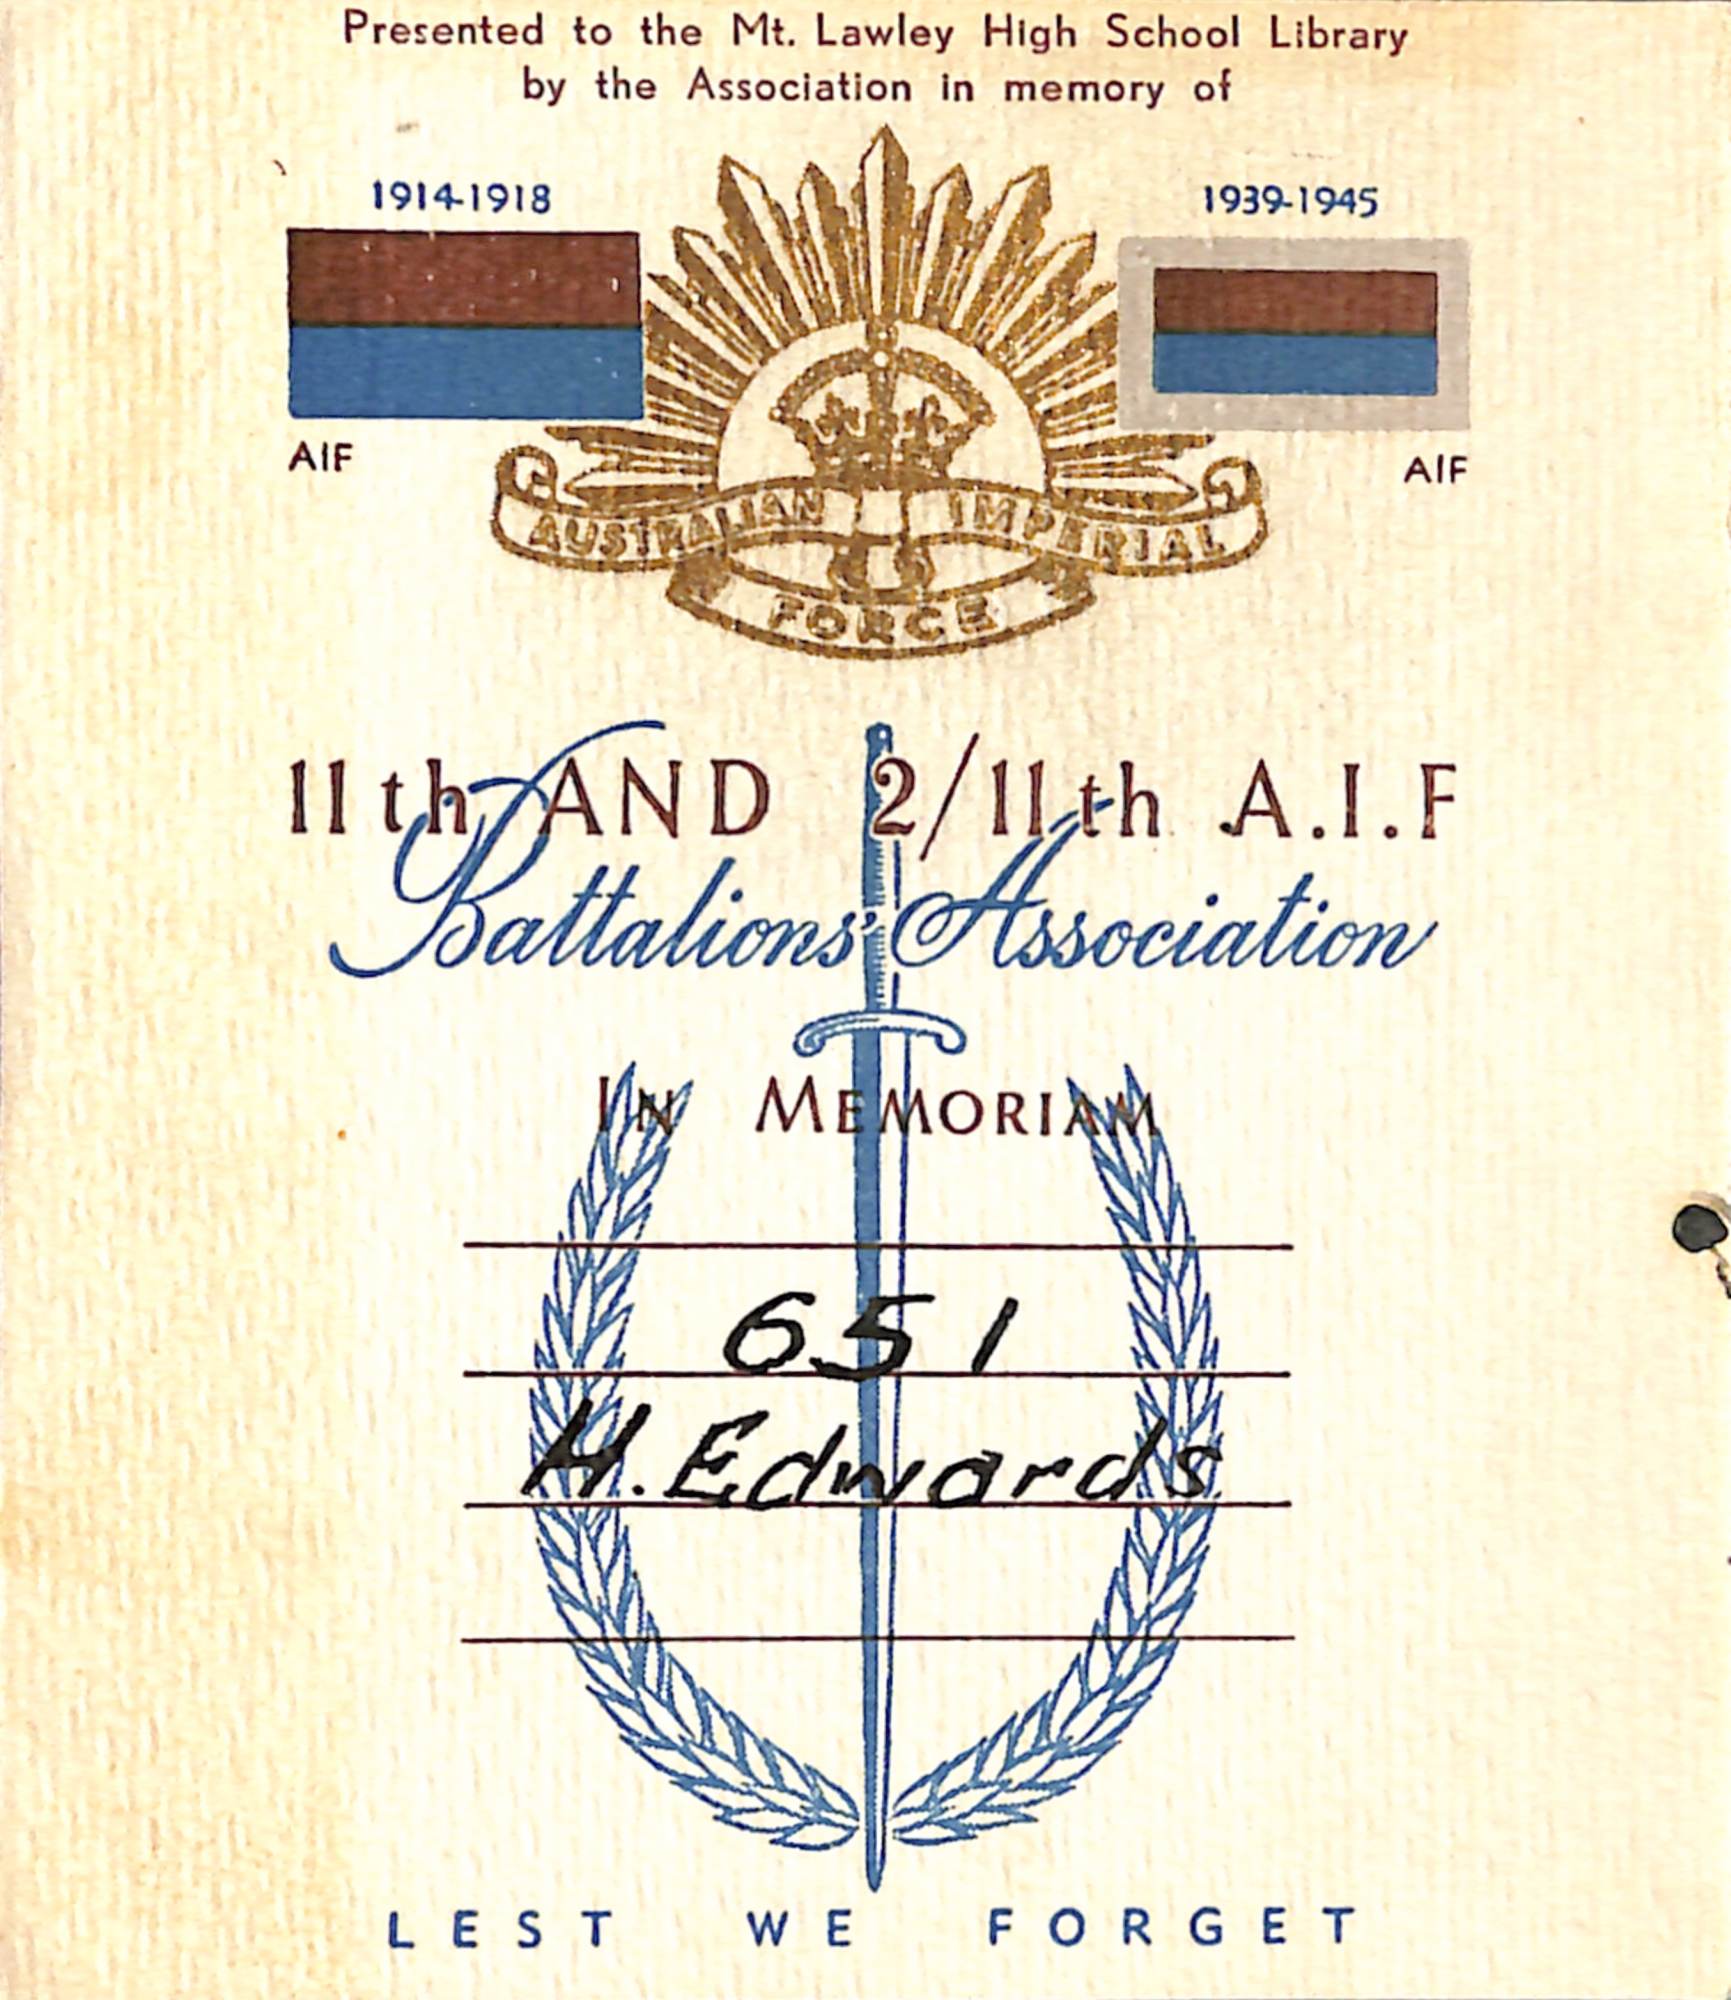 Presented to the Mt. Lawley High School Library
by the Association in memory of
1914-1918
1939-1945
AIF
AIF
AUSTRALIAN IMPERIAL
FORCE
11th AND 2/11th A.I.F
Battalions' Association
IN MEMORIAM
651
H. Edwards
LEST WE FORGET